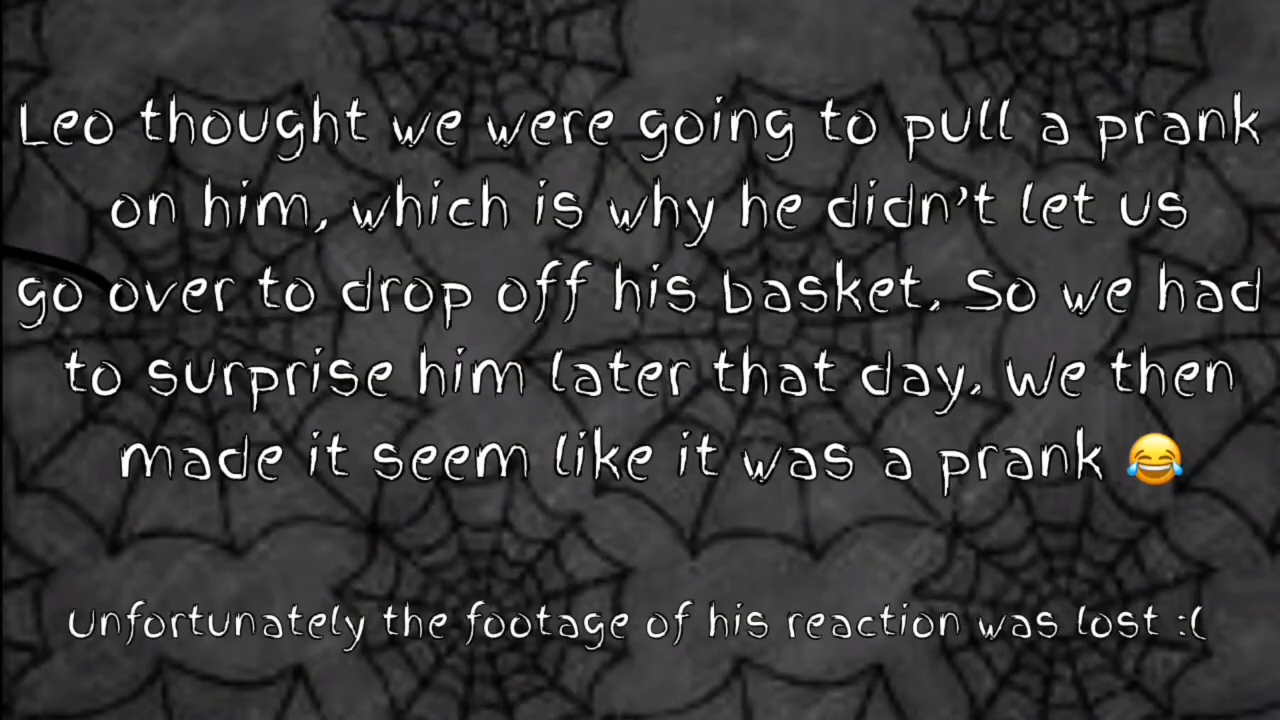 Leo thought we were going to pull a prank
on him, which is why he didn't let us
go over to drop off his basket. So we had
to surprise him later that day. We then
made it seem like it was a prank 😂
Unfortunately the footage of his reaction was lost :(